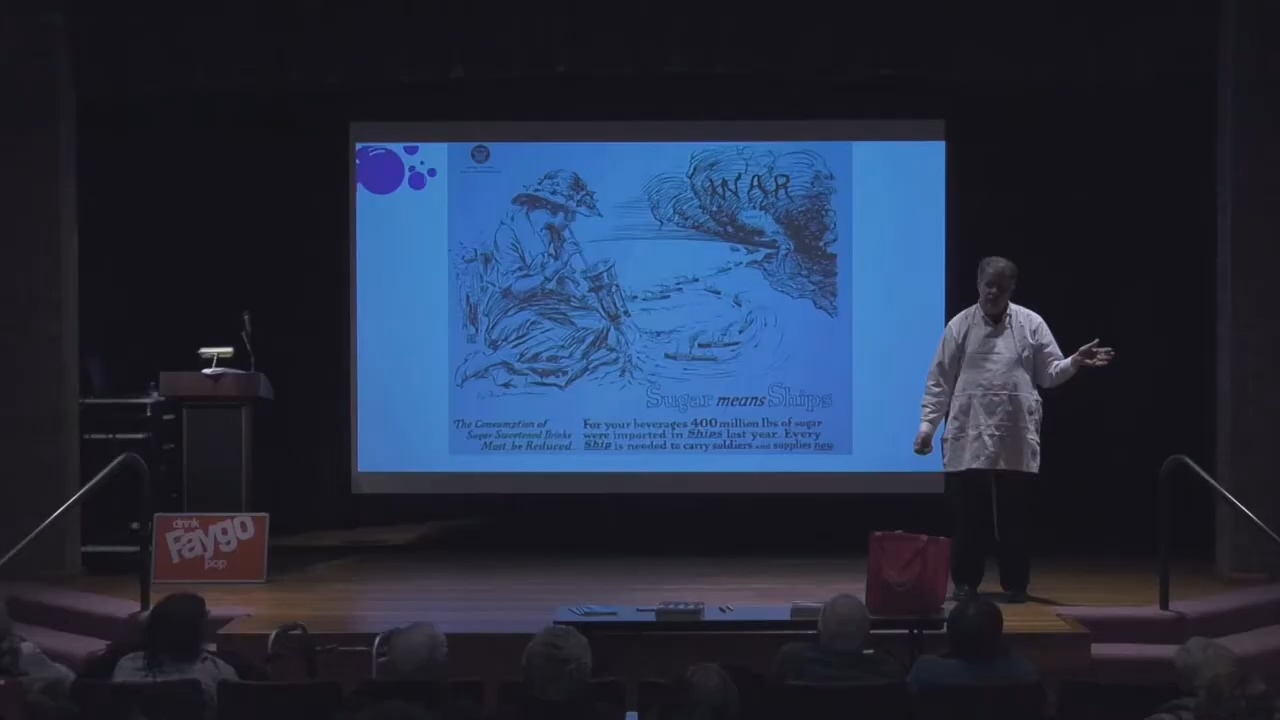 WAR
Sugar means Ships
The Consumption of
Sugar Sweetened Drinks
Must be Reduced.
For your beverages 400 million lbs of sugar
were imported in Ships last year. Every
Ship is needed to carry soldiers and supplies now.
drink
Faygo
pop